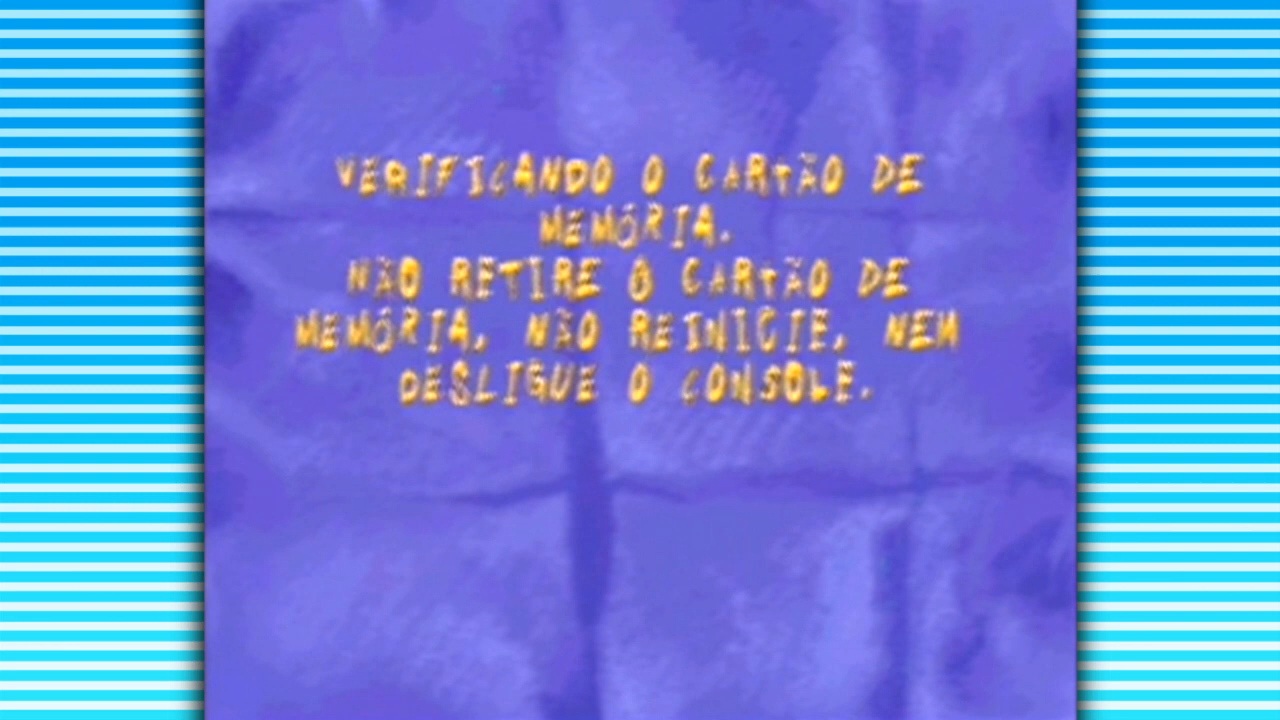 VERIFICANDO O CARTÃO DE
MEMÓRIA.
NÃO RETIRE O CARTÃO DE
MEMÓRIA, NÃO REINICIE, NEM
DESLIGUE O CONSOLE.